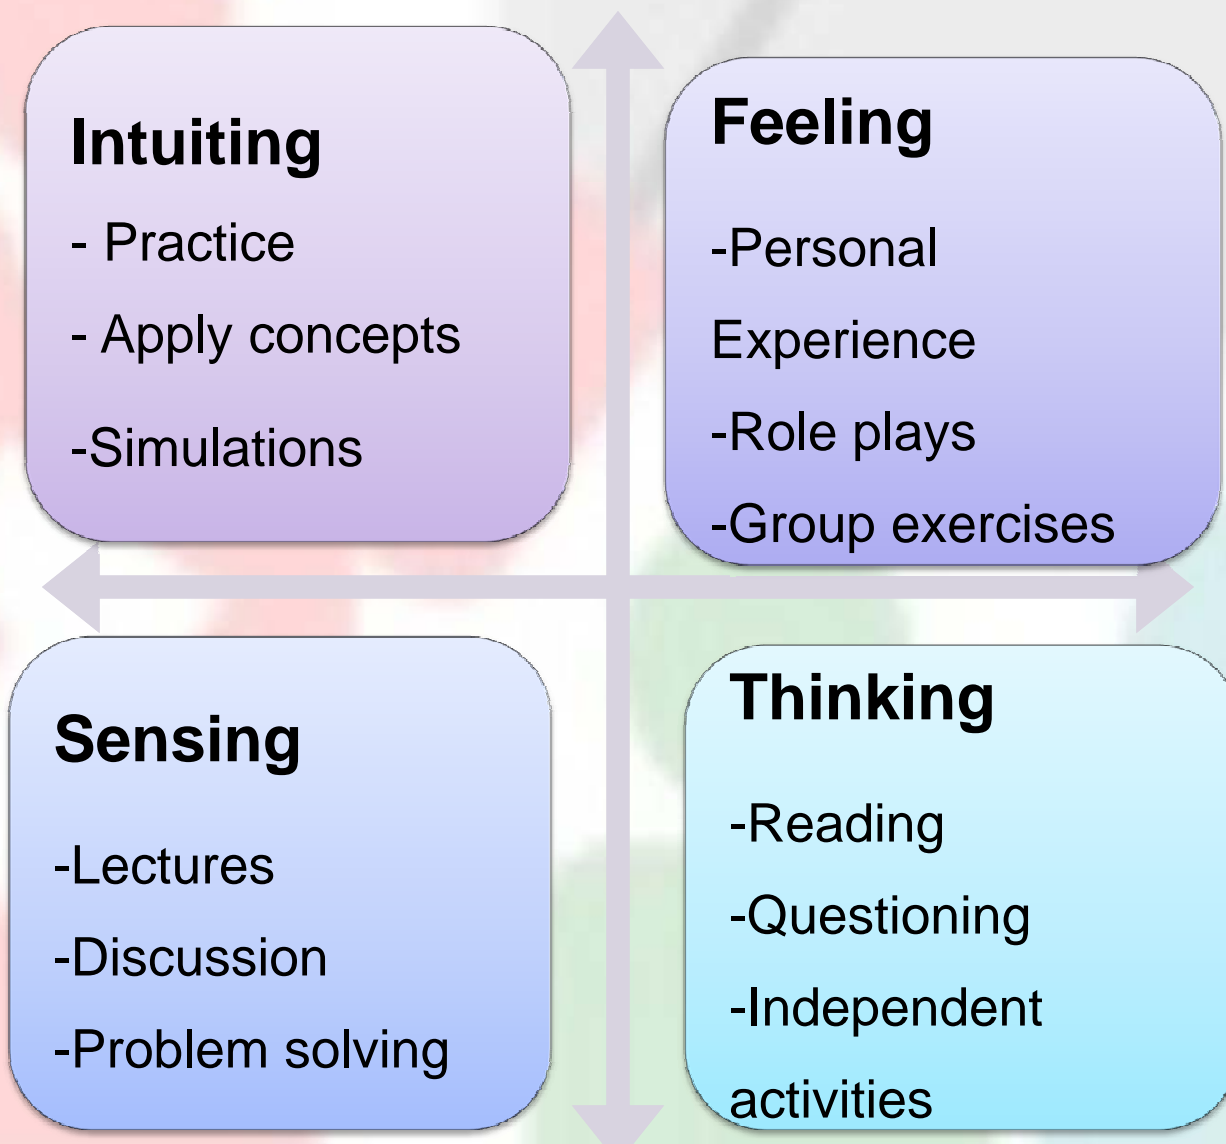 Intuiting
- Practice
- Apply concepts
-Simulations
Feeling
-Personal
Experience
-Role plays
-Group exercises
Sensing
-Lectures
-Discussion
-Problem solving
Thinking
-Reading
-Questioning
-Independent
activities